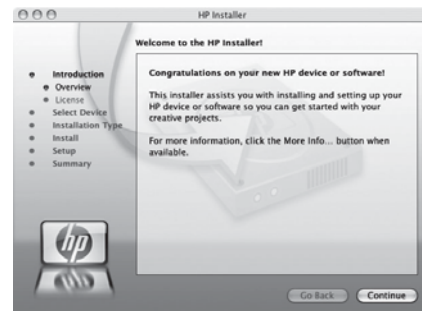 HP Installer
Welcome to the HP Installer!
Introduction
Overview
License
Select Device
Installation Type
Install
Setup
Summary
Congratulations on your new HP device or software!
This installer assists you with installing and setting up your
HP device or software so you can get started with your
creative projects.
For more information, click the More Info... button when
available.
hp
Go Back
Continue